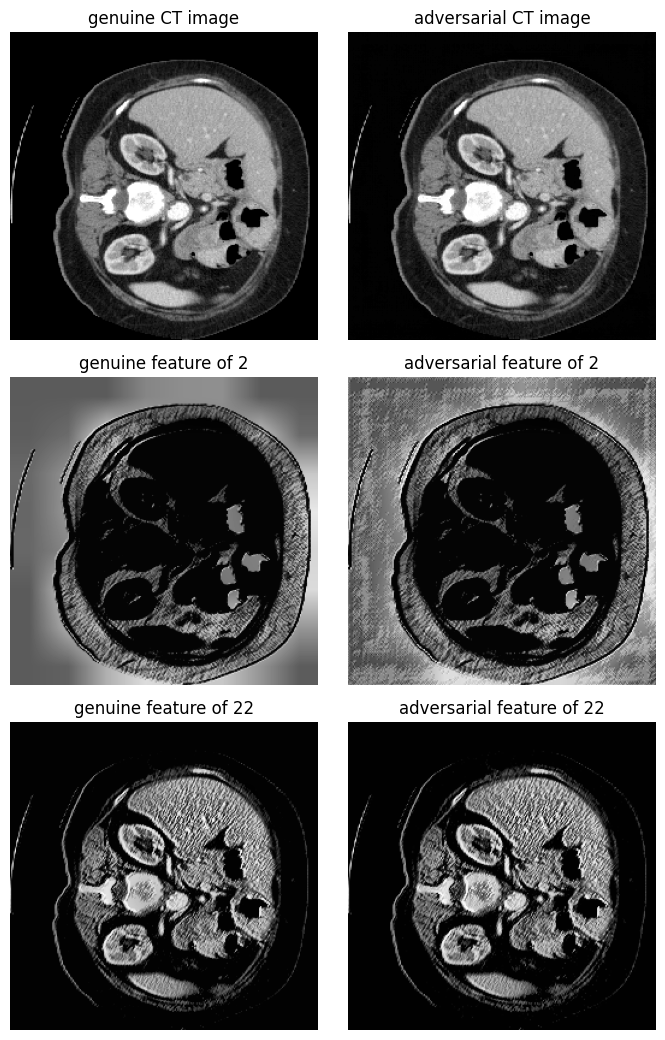 genuine CT image
adversarial CT image
genuine feature of 2
adversarial feature of 2
genuine feature of 22
adversarial feature of 22